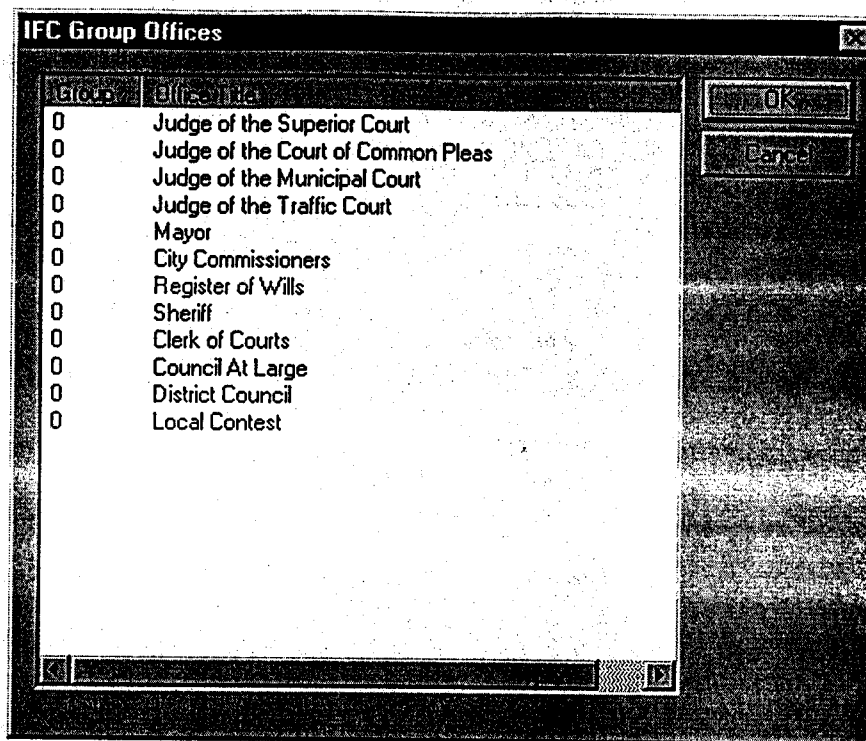 IFC Group Offices
Group Office Title
0 Judge of the Superior Court
0 Judge of the Court of Common Pleas
0 Judge of the Municipal Court
0 Judge of the Traffic Court
0 Mayor
0 City Commissioners
0 Register of Wills
0 Sheriff
0 Clerk of Courts
0 Council At Large
0 District Council
0 Local Contest
OK
Cancel